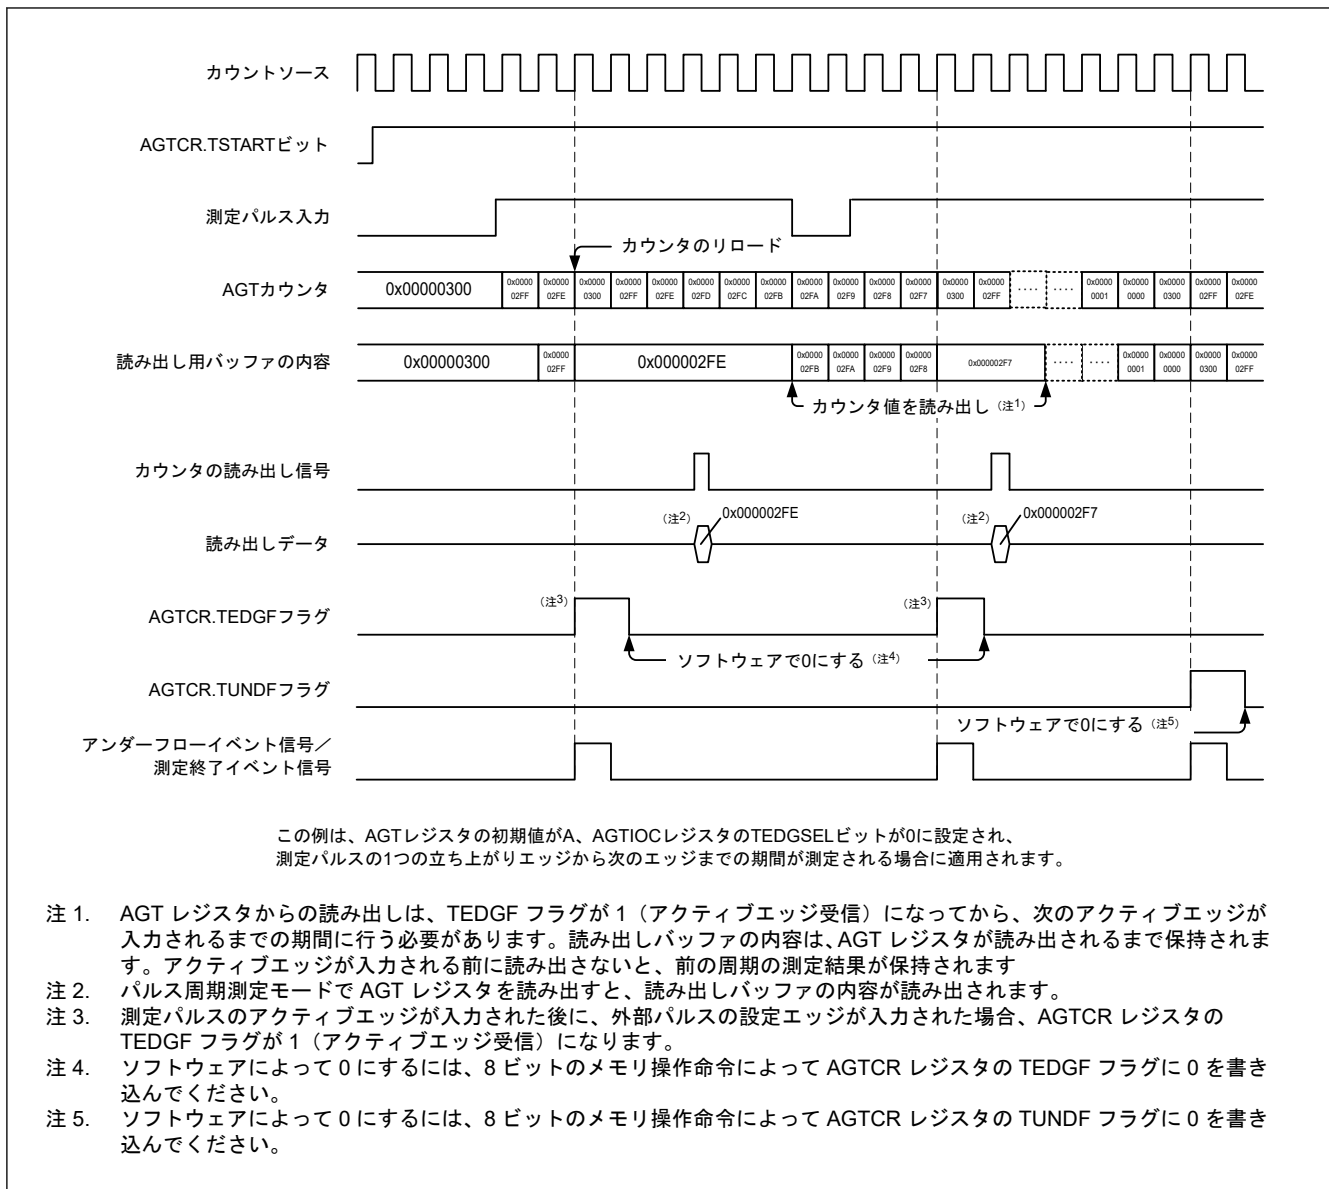 カウントソース
AGTCR.TSTARTビット
測定パルス入力
カウンタのリロード
AGTカウンタ
0x00000300
0x0000 02FF
0x0000 02FE
0x0000 0300
0x0000 02FF
0x0000 02FE
0x0000 02FD
0x0000 02FC
0x0000 02FB
0x0000 02FA
0x0000 02F9
0x0000 02F8
0x0000 02F7
0x0000 0300
0x0000 02FF
....
....
0x0000 0001
0x0000 0000
0x0000 0300
0x0000 02FF
0x0000 02FE
読み出し用バッファの内容
0x00000300
0x0000 02FF
0x000002FE
0x0000 02FB
0x0000 02FA
0x0000 02F9
0x0000 02F8
0x000002F7
....
....
0x0000 0001
0x0000 0000
0x0000 0300
0x0000 02FF
カウンタ値を読み出し（注1）
カウンタの読み出し信号
（注2）
0x000002FE
（注2）
0x000002F7
読み出しデータ
（注3）
（注3）
AGTCR.TEDGFフラグ
ソフトウェアで0にする（注4）
AGTCR.TUNDFフラグ
ソフトウェアで0にする（注5）
アンダーフローイベント信号／
測定終了イベント信号
この例は、AGTレジスタの初期値がA、AGTIOCレジスタのTEDGSELビットが0に設定され、
測定パルスの1つの立ち上がりエッジから次のエッジまでの期間が測定される場合に適用されます。
注 1. AGT レジスタからの読み出しは、TEDGF フラグが 1（アクティブエッジ受信）になってから、次のアクティブエッジが
入力されるまでの期間に行う必要があります。読み出しバッファの内容は、AGT レジスタが読み出されるまで保持されま
す。アクティブエッジが入力される前に読み出さないと、前の周期の測定結果が保持されます
注 2. パルス周期測定モードで AGT レジスタを読み出すと、読み出しバッファの内容が読み出されます。
注 3. 測定パルスのアクティブエッジが入力された後に、外部パルスの設定エッジが入力された場合、AGTCR レジスタの
TEDGF フラグが 1（アクティブエッジ受信）になります。
注 4. ソフトウェアによって 0 にするには、8 ビットのメモリ操作命令によって AGTCR レジスタの TEDGF フラグに 0 を書き
込んでください。
注 5. ソフトウェアによって 0 にするには、8 ビットのメモリ操作命令によって AGTCR レジスタの TUNDF フラグに 0 を書き
込んでください。